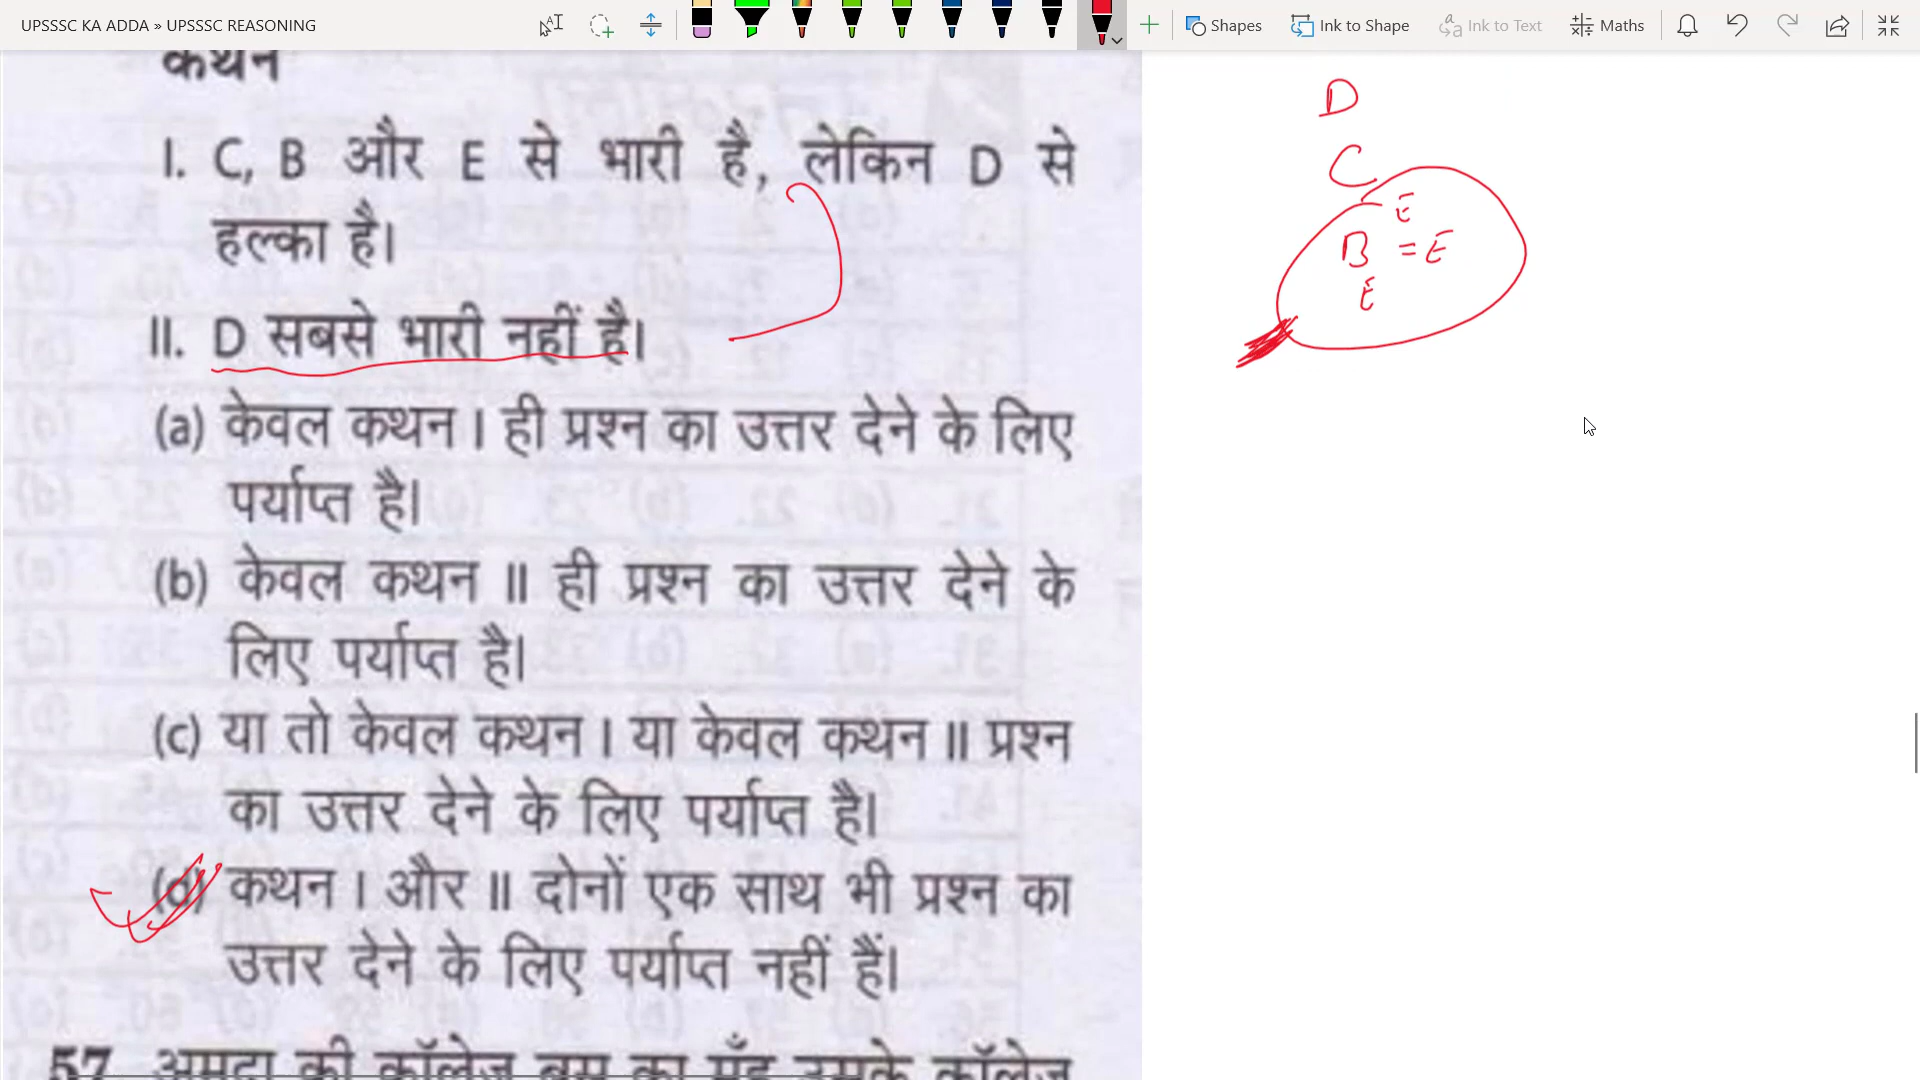 UPSSSC KA ADDA » UPSSSC REASONING
Shapes
Ink to Shape
Ink to Text
Maths
कथन
I. C, B और E से भारी है, लेकिन D से
हल्का है।
II. D सबसे भारी नहीं है।
(a) केवल कथन I ही प्रश्न का उत्तर देने के लिए
पर्याप्त है।
(b) केवल कथन II ही प्रश्न का उत्तर देने के
लिए पर्याप्त है।
(c) या तो केवल कथन I या केवल कथन II प्रश्न
का उत्तर देने के लिए पर्याप्त है।
(d) कथन I और II दोनों एक साथ भी प्रश्न का
उत्तर देने के लिए पर्याप्त नहीं हैं।
57
D
C
E
B = E
E